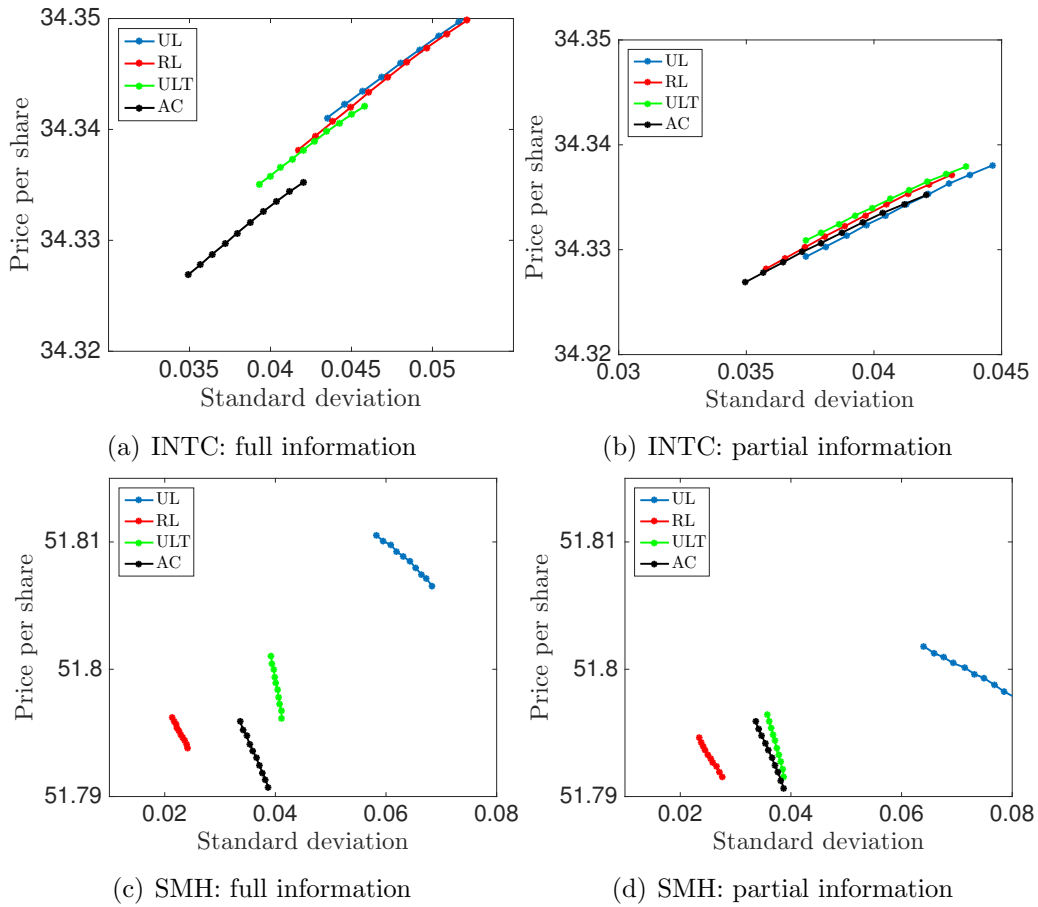 34.35
34.34
34.33
34.32
Price per share
UL
RL
ULT
AC
0.035
0.04
0.045
0.05
Standard deviation
(a) INTC: full information
34.35
34.34
34.33
34.32
Price per share
UL
RL
ULT
AC
0.03
0.035
0.04
0.045
Standard deviation
(b) INTC: partial information
51.81
51.8
51.79
Price per share
UL
RL
ULT
AC
0.02
0.04
0.06
0.08
Standard deviation
(c) SMH: full information
51.81
51.8
51.79
Price per share
UL
RL
ULT
AC
0.02
0.04
0.06
0.08
Standard deviation
(d) SMH: partial information